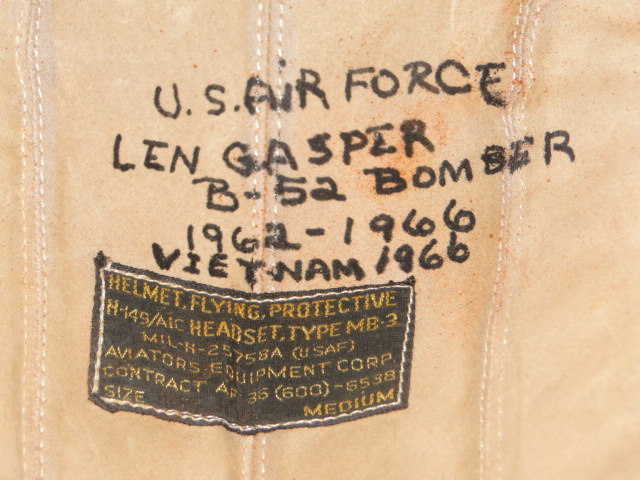 U.S. AiR FORCE
LEN GASPER
B-52 BOMBER
1962-1966
VIETNAM 1966
HELMET, FLYING, PROTECTIVE
H-149/AIC HEADSET, TYPE MB-3
MIL-H-25758A (USAF)
AVIATORS EQUIPMENT CORP.
CONTRACT AF 36 (600)-6538
SIZE MEDIUM